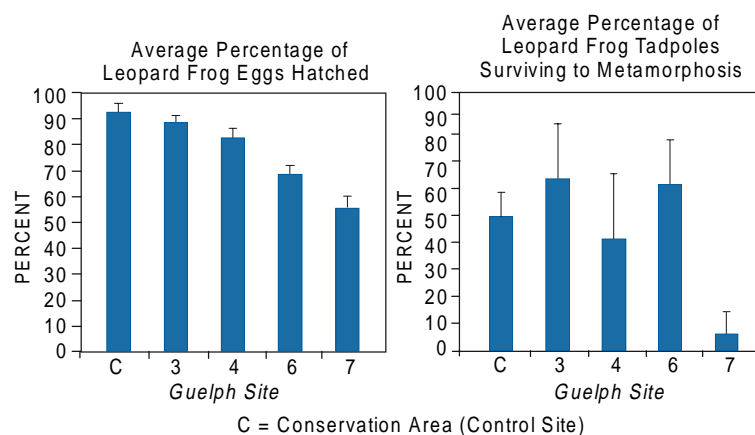 Average Percentage of
Leopard Frog Eggs Hatched
100
90
80
70
60
50
40
30
20
10
0
PERCENT
C 3 4 6 7
Guelph Site
Average Percentage of
Leopard Frog Tadpoles
Surviving to Metamorphosis
100
80
90
70
60
50
40
30
20
10
0
PERCENT
C 3 4 6 7
Guelph Site
C = Conservation Area (Control Site)